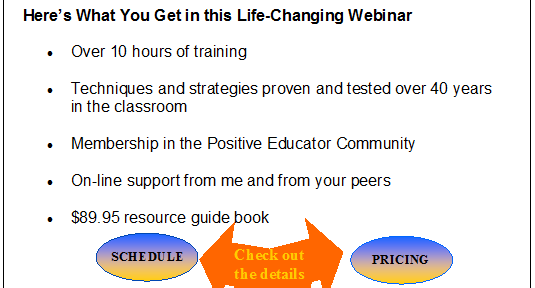 Here's What You Get in this Life-Changing Webinar
• Over 10 hours of training
• Techniques and strategies proven and tested over 40 years
in the classroom
• Membership in the Positive Educator Community
• On-line support from me and from your peers
• $89.95 resource guide book
SCHEDULE
Check out
the details
PRICING